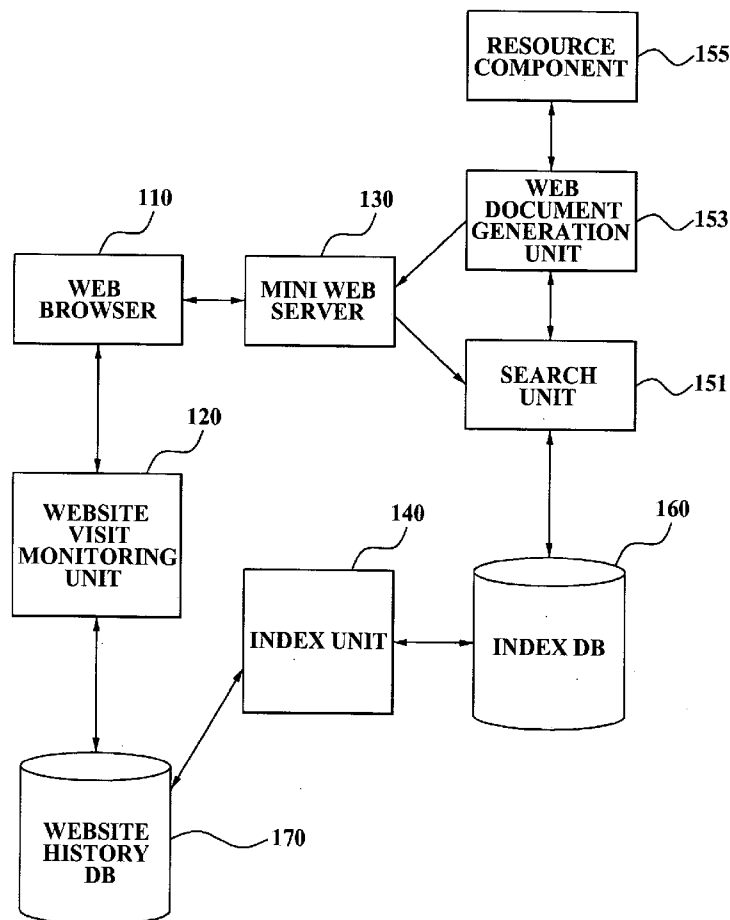 RESOURCE
COMPONENT
155
WEB
DOCUMENT
GENERATION
UNIT
153
110
130
WEB
BROWSER
MINI WEB
SERVER
SEARCH
UNIT
151
120
WEBSITE
VISIT
MONITORING
UNIT
140
160
INDEX UNIT
INDEX DB
WEBSITE
HISTORY
DB
170